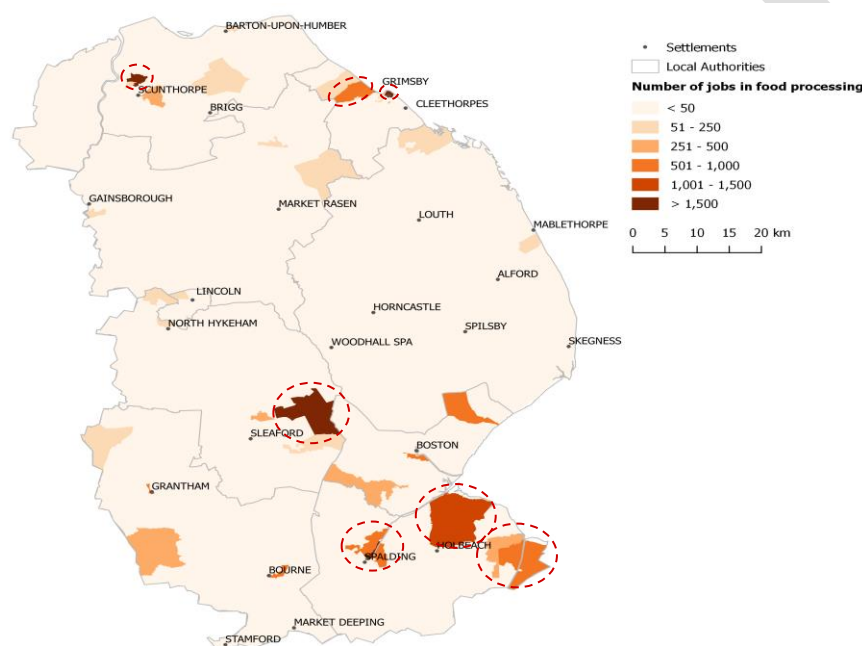 BARTON-UPON-HUMBER
SCUNTHORPE
BRIGG
GRIMSBY
CLEETHORPES
GAINSBOROUGH
MARKET RASEN
LOUTH
MABLETHORPE
ALFORD
LINCOLN
HORNCASTLE
NORTH HYKEHAM
SPILSBY
WOODHALL SPA
SKEGNESS
SLEAFORD
BOSTON
GRANTHAM
HOLBEACH
SPALDING
BOURNE
MARKET DEEPING
STAMFORD
Settlements
Local Authorities
Number of jobs in food processing
< 50
51 - 250
251 - 500
501 - 1,000
1,001 - 1,500
> 1,500
0 5 10 15 20 km